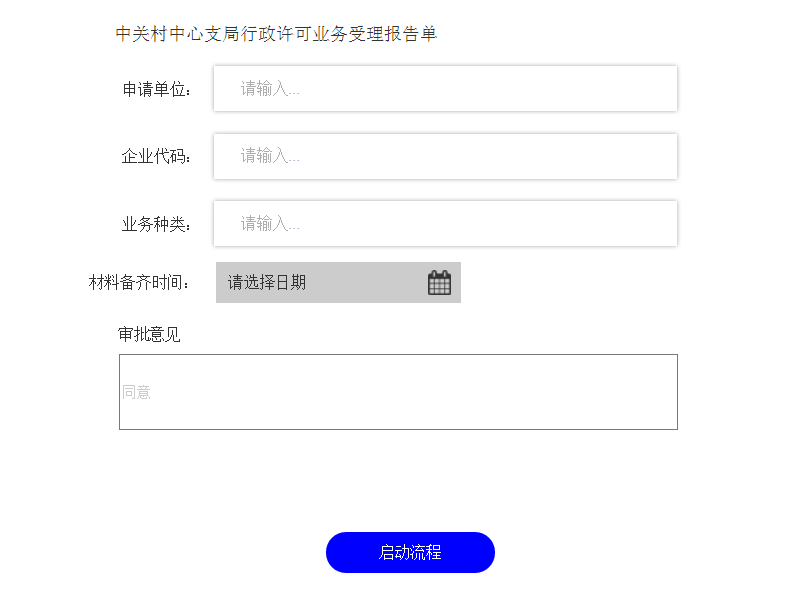 中关村中心支局行政许可业务受理报告单
申请单位： 请输入...
企业代码： 请输入...
业务种类： 请输入...
材料备齐时间： 请选择日期
审批意见
同意
启动流程